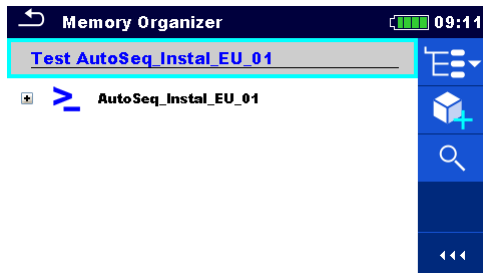 Memory Organizer 09:11
Test AutoSeq_Instal_EU_01
AutoSeq_Instal_EU_01